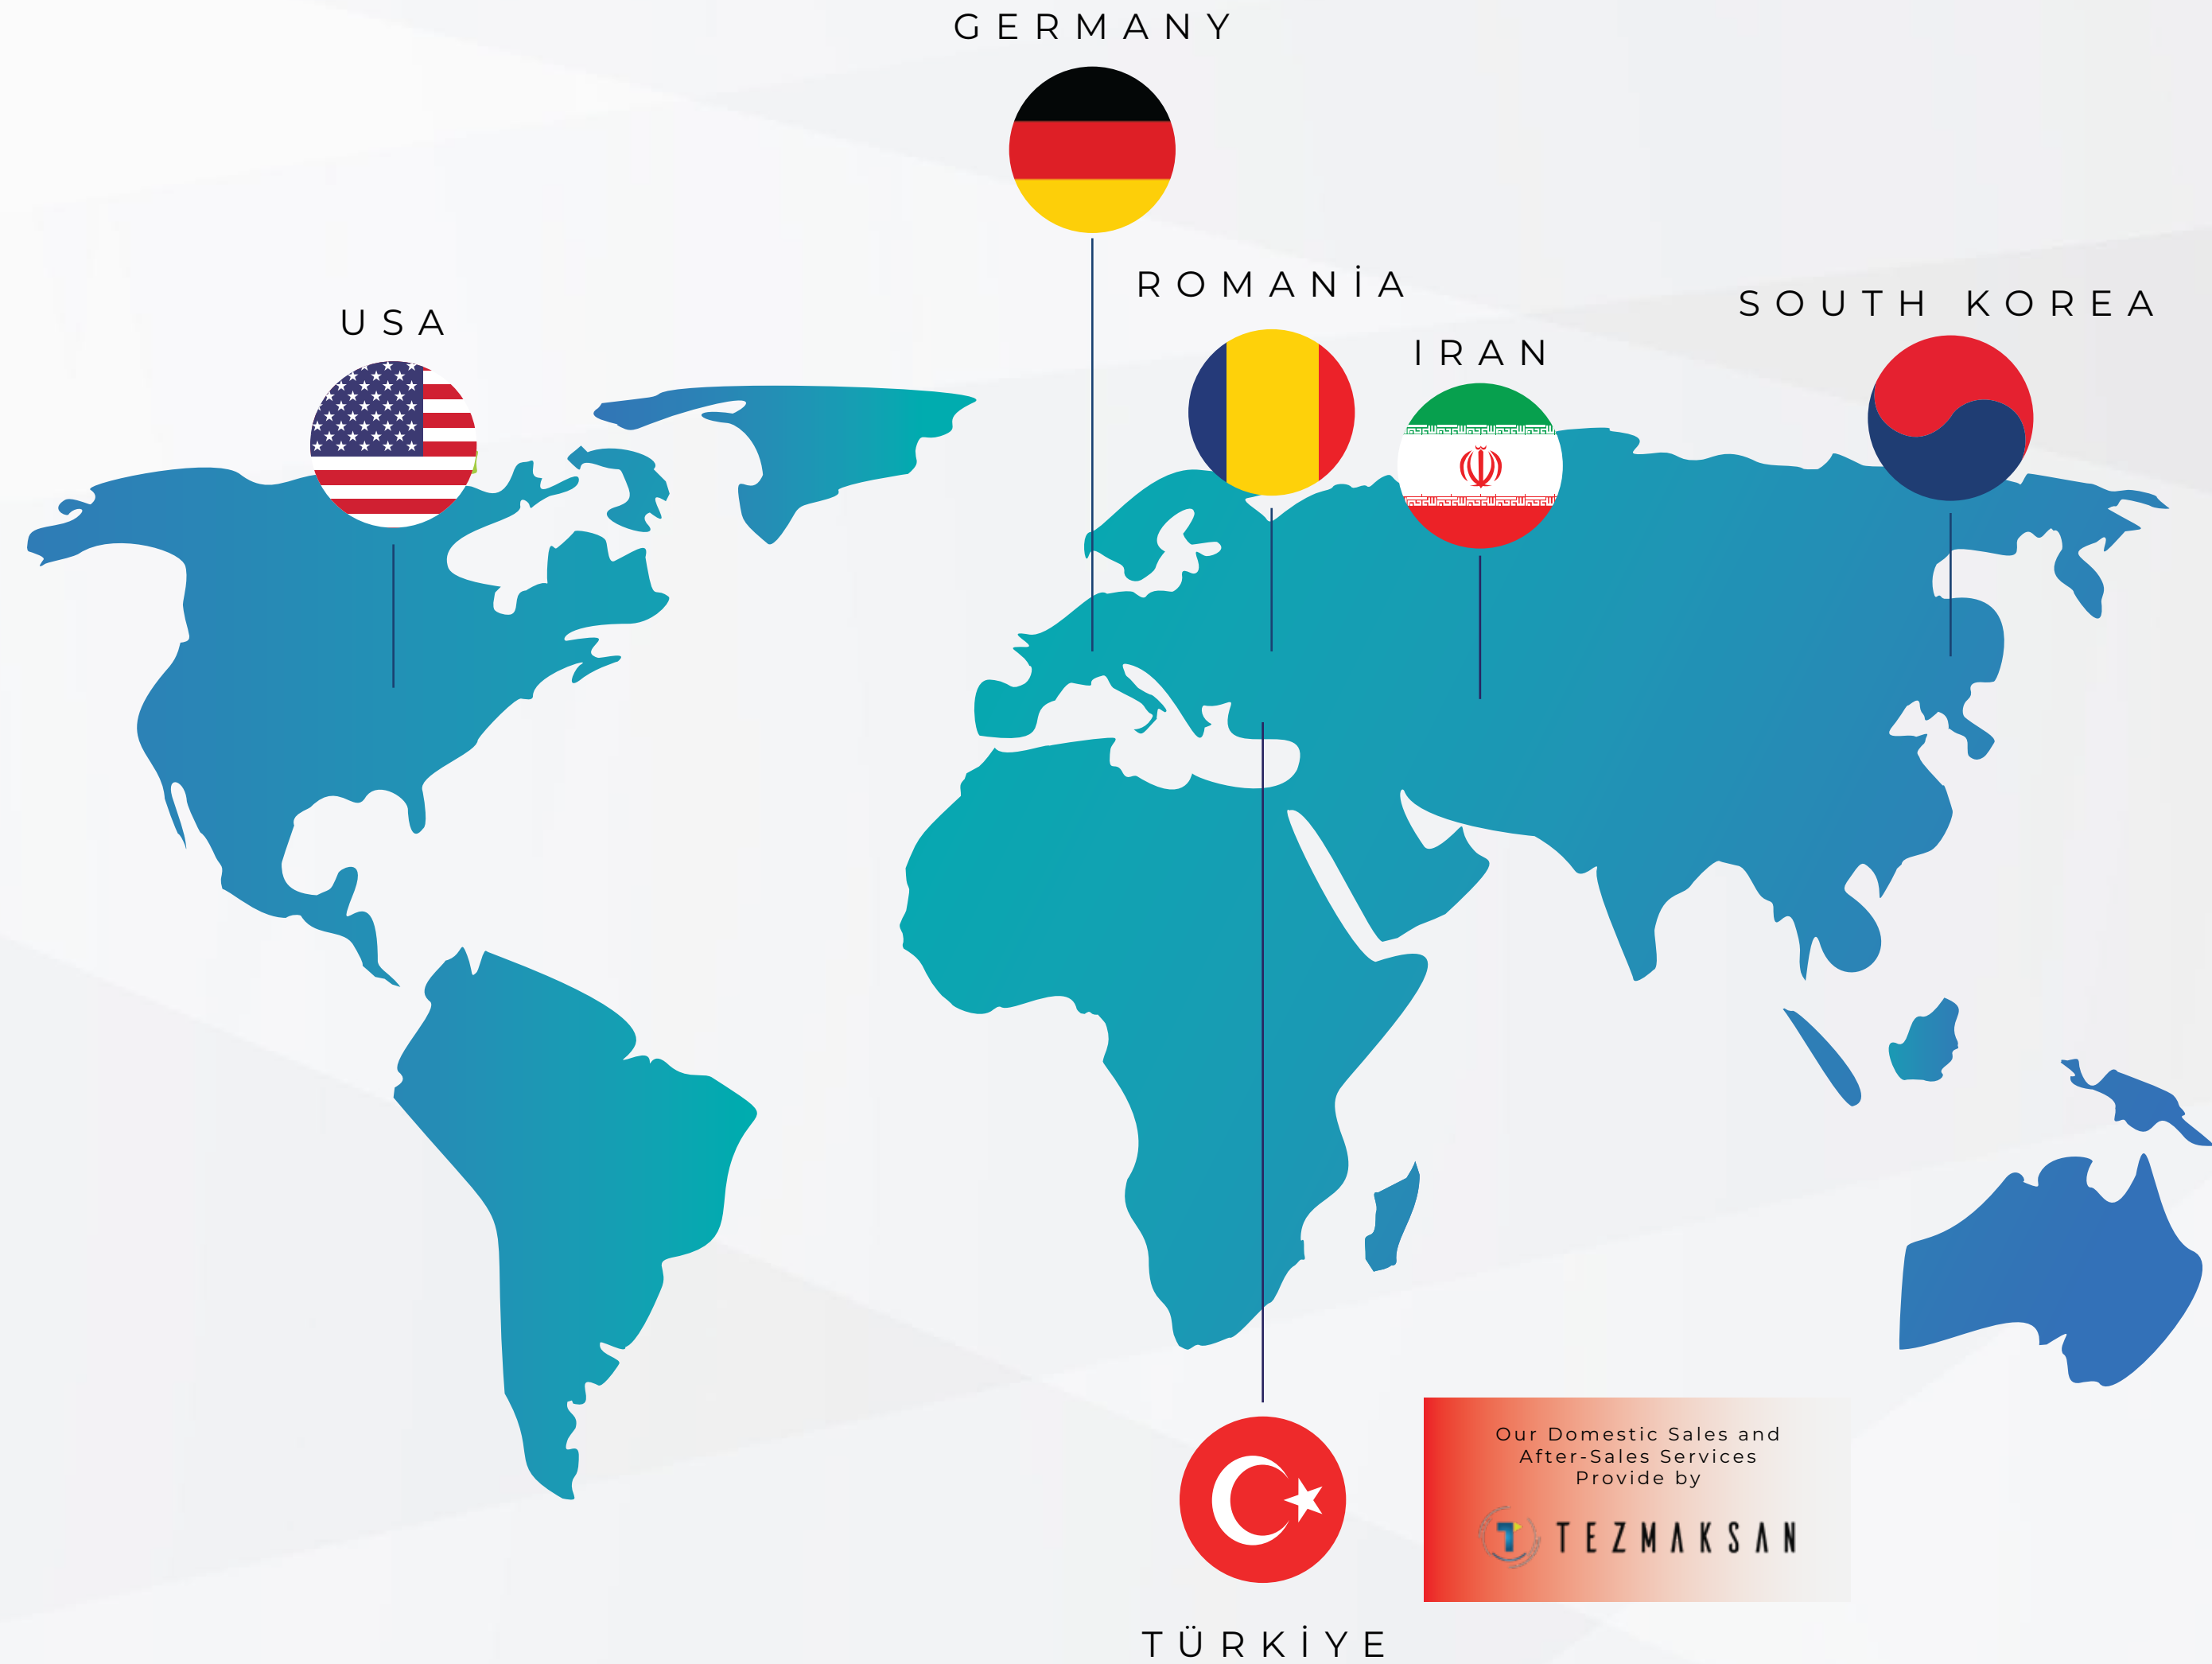 GERMANY
ROMANİA
SOUTH KOREA
USA
IRAN
Our Domestic Sales and
After-Sales Services
Provide by
TEZMAKSAN
TÜRKİYE